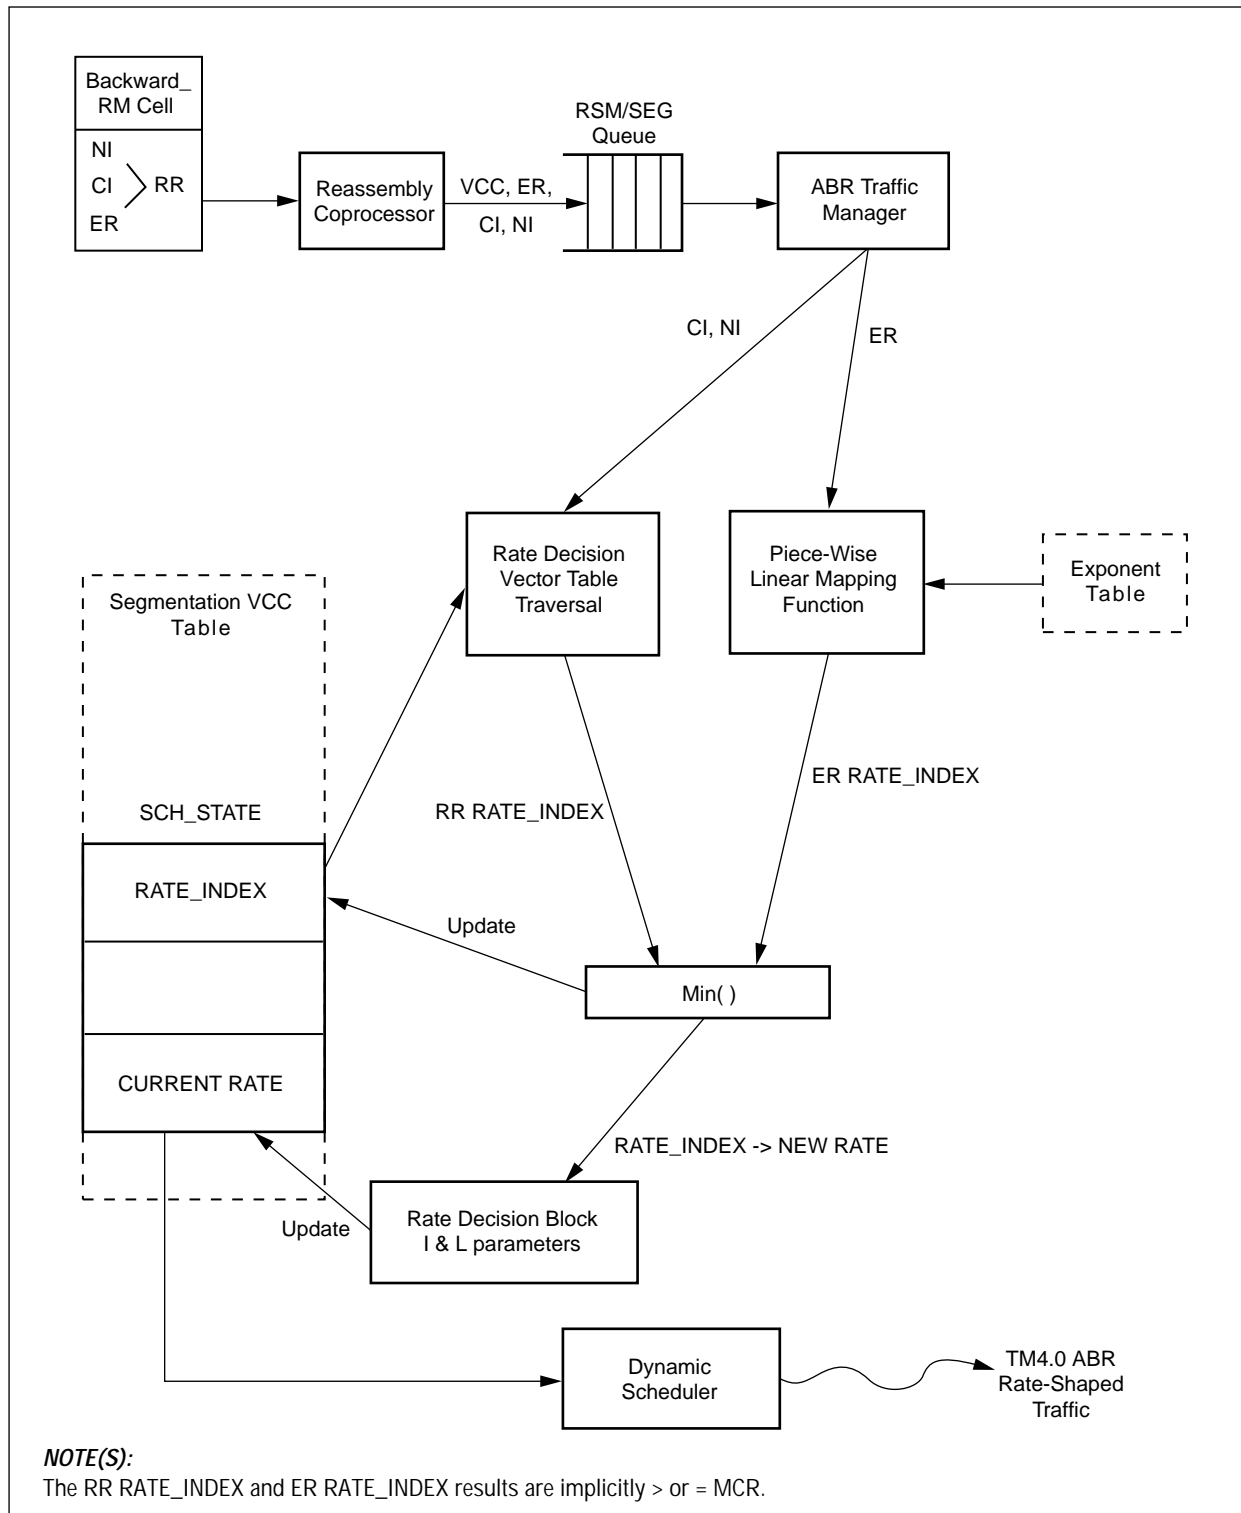 Backward_
RM Cell
NI
CI
RR
ER
Reassembly
Coprocessor
VCC, ER,
CI, NI
RSM/SEG
Queue
ABR Traffic
Manager
CI, NI
ER
Rate Decision
Vector Table
Traversal
Piece-Wise
Linear Mapping
Function
Exponent
Table
Segmentation VCC
Table
SCH_STATE
RATE_INDEX
CURRENT RATE
RR RATE_INDEX
ER RATE_INDEX
Update
Min( )
RATE_INDEX -> NEW RATE
Update
Rate Decision Block
I & L parameters
Dynamic
Scheduler
TM4.0 ABR
Rate-Shaped
Traffic
NOTE(S):
The RR RATE_INDEX and ER RATE_INDEX results are implicitly > or = MCR.